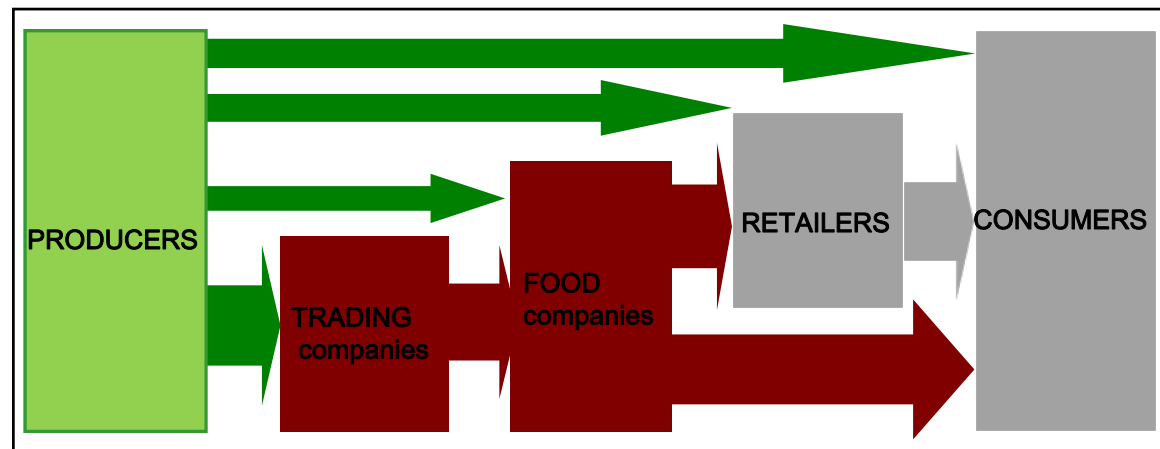 PRODUCERS
TRADING
companies
FOOD
companies
RETAILERS
CONSUMERS